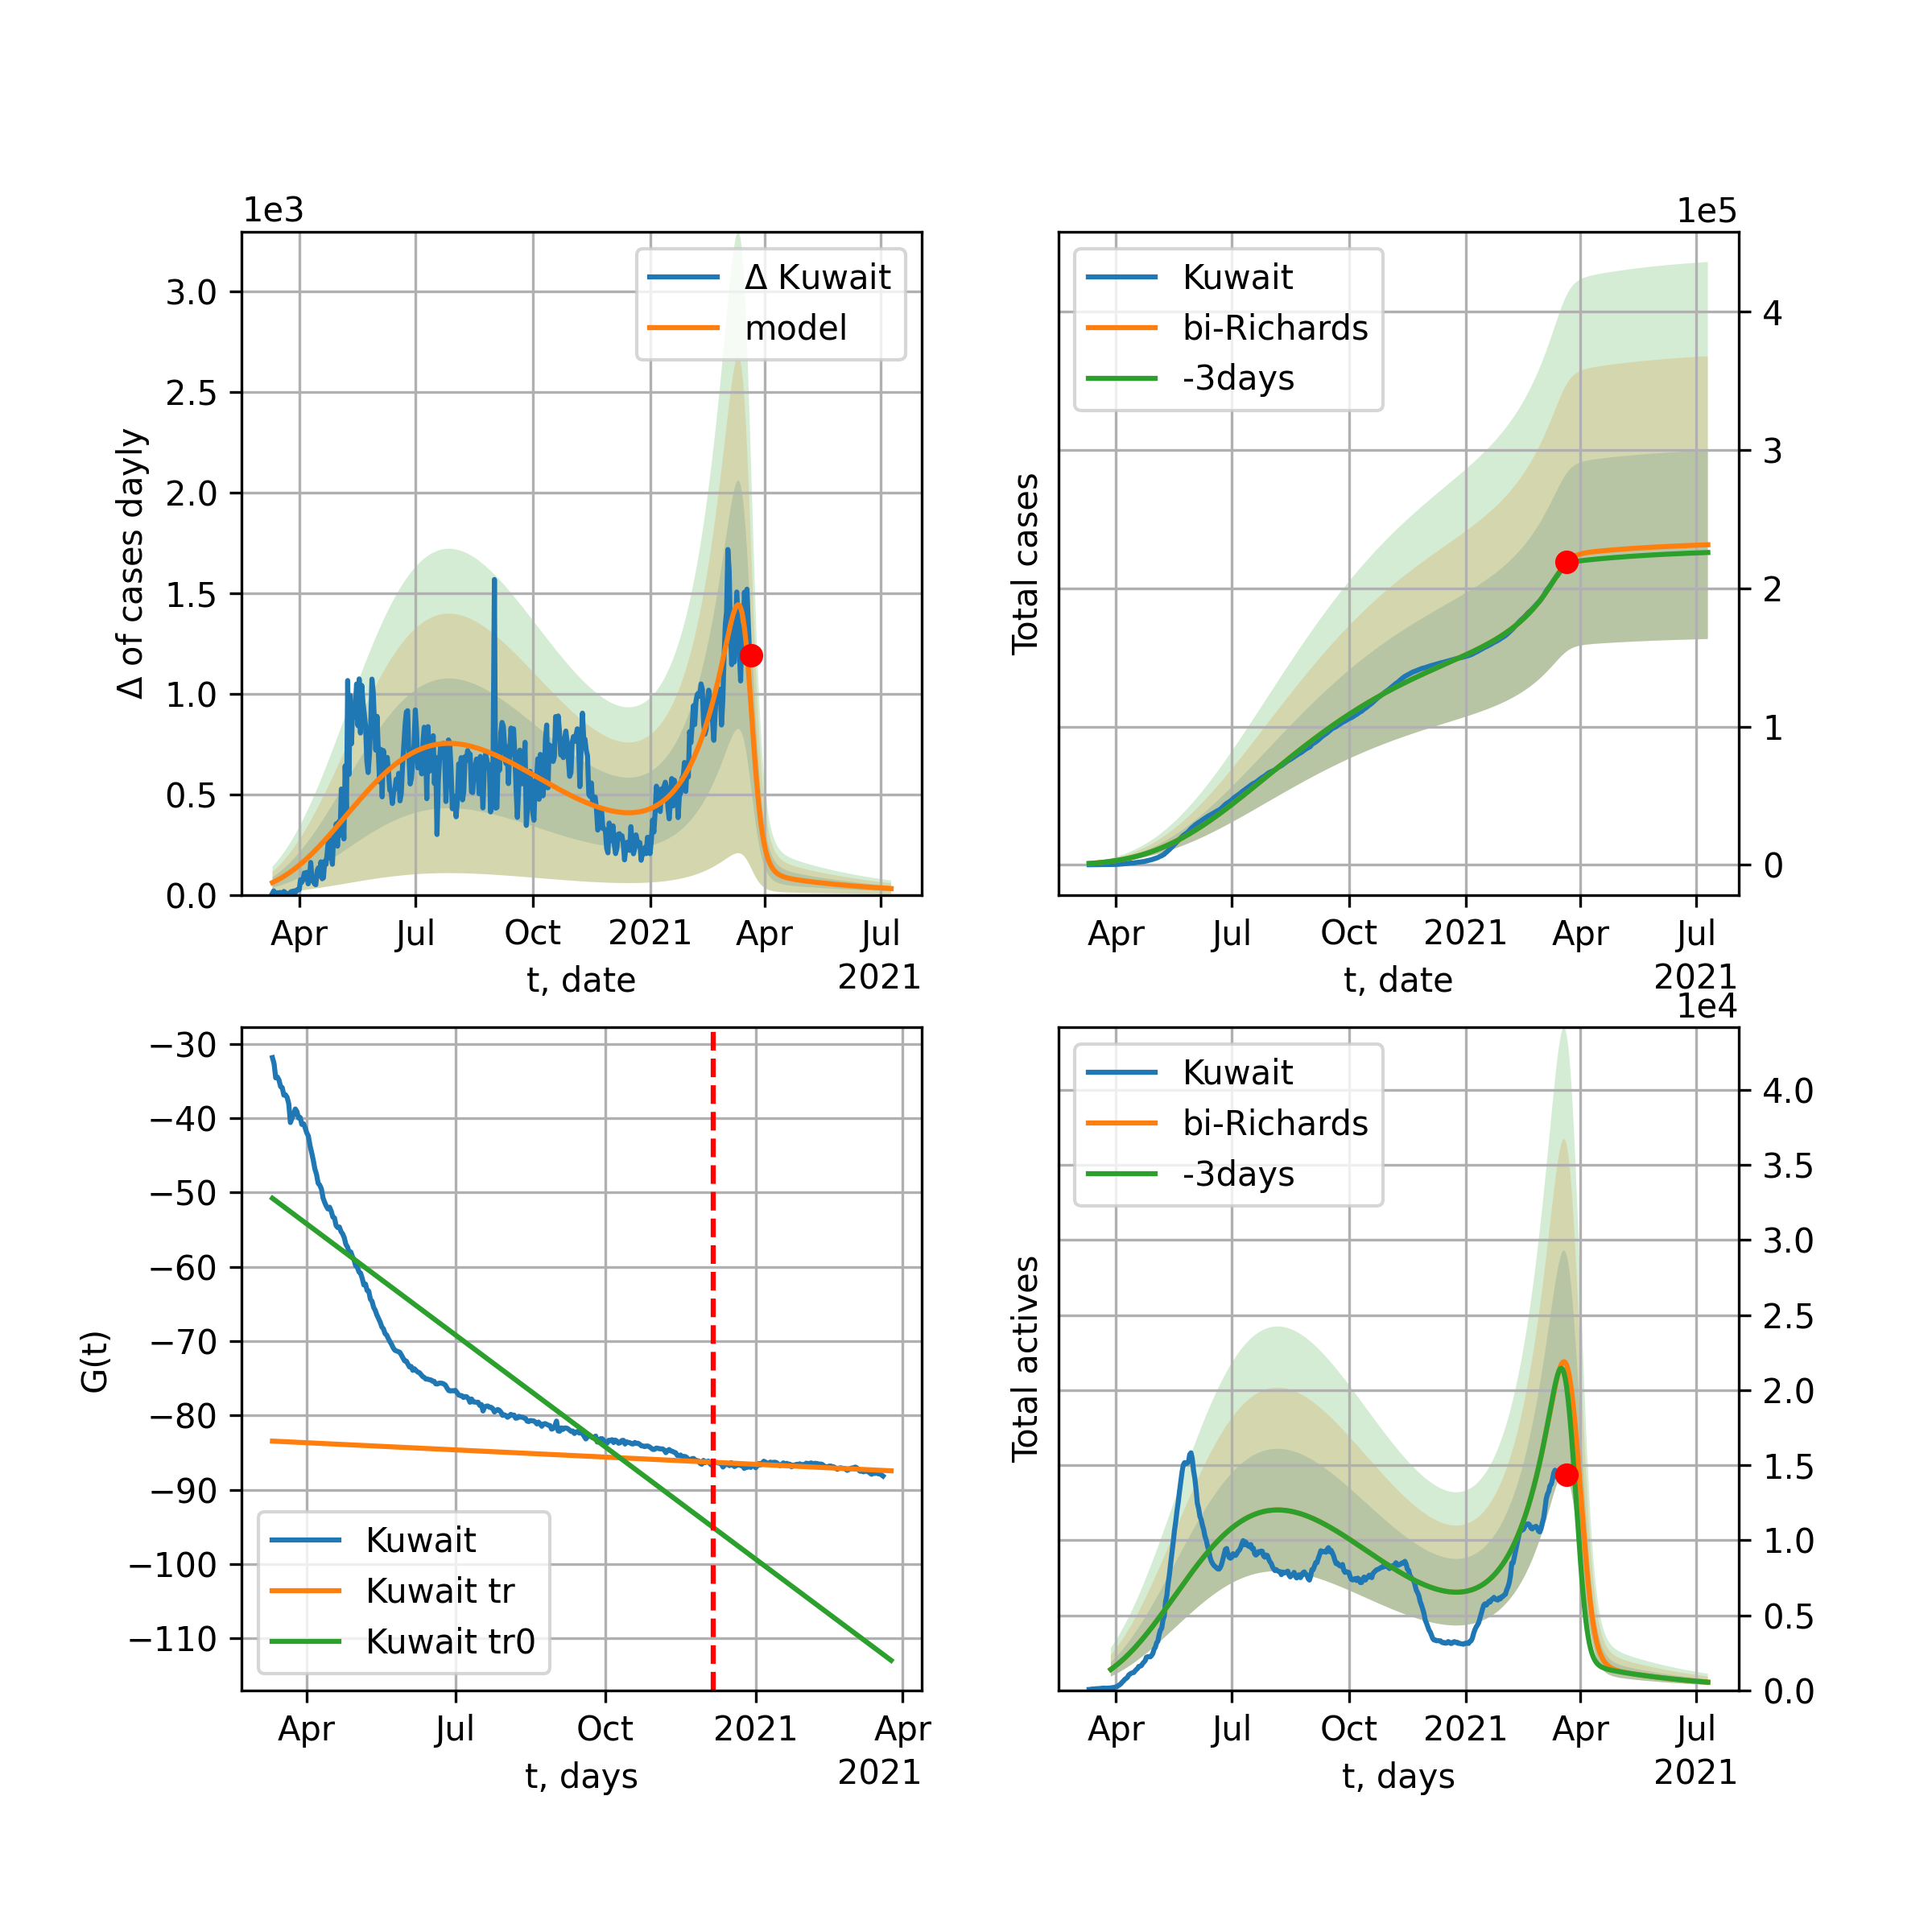 1e3
Δ of cases dayly
3.0
2.5
2.0
1.5
1.0
0.5
0.0
Δ Kuwait
model
Apr
Jul
Oct
2021
Apr
Jul
2021
t, date
1e5
Total cases
Kuwait
bi-Richards
-3days
4
3
2
1
0
Apr
Jul
Oct
2021
Apr
Jul
2021
t, date
G(t)
−30
−40
−50
−60
−70
−80
−90
−100
−110
Kuwait
Kuwait tr
Kuwait tr0
Apr
Jul
Oct
2021
Apr
2021
t, days
1e4
Total actives
Kuwait
bi-Richards
-3days
4.0
3.5
3.0
2.5
2.0
1.5
1.0
0.5
0.0
Apr
Jul
Oct
2021
Apr
Jul
2021
t, days